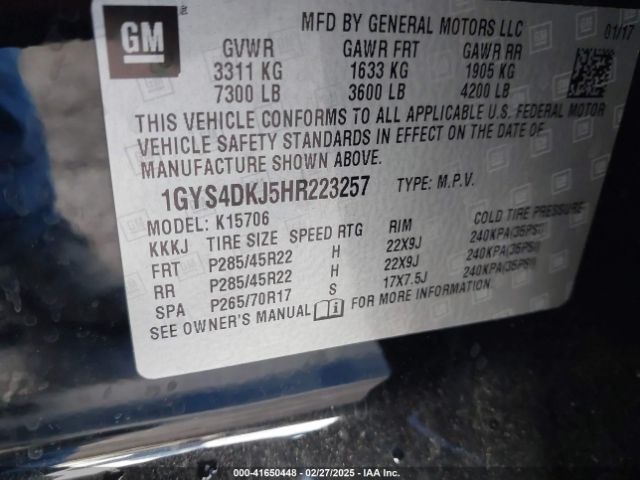 GM
MFD BY GENERAL MOTORS LLC
01/17
GVWR GAWR FRT GAWR RR
3311 KG 1633 KG 1905 KG
7300 LB 3600 LB 4200 LB
THIS VEHICLE CONFORMS TO ALL APPLICABLE U.S. FEDERAL MOTOR
VEHICLE SAFETY STANDARDS IN EFFECT ON THE DATE OF
MANUFACTURE SHOWN ABOVE.
1GYS4DKJ5HR223257 TYPE: M.P.V.
MODEL: K15706
KKKJ TIRE SIZE SPEED RTG RIM COLD TIRE PRESSURE
FRT P285/45R22 H 22X9J 240KPA(35PSI)
RR P285/45R22 H 22X9J 240KPA(35PSI)
SPA P265/70R17 S 17X7.5J 240KPA(35PSI)
SEE OWNER'S MANUAL FOR MORE INFORMATION.
000-41650448 - 02/27/2025 - IAA Inc.